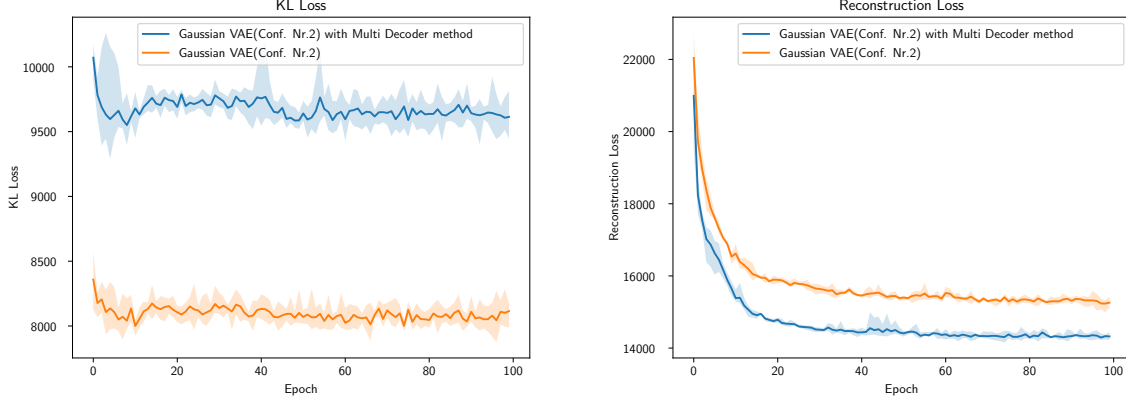 KL Loss
Gaussian VAE(Conf. Nr.2) with Multi Decoder method
Gaussian VAE(Conf. Nr.2)
10000
9500
9000
8500
8000
KL Loss
0
20
40
60
80
100
Epoch
Reconstruction Loss
Gaussian VAE(Conf. Nr.2) with Multi Decoder method
Gaussian VAE(Conf. Nr.2)
22000
20000
18000
16000
14000
Reconstruction Loss
0
20
40
60
80
100
Epoch